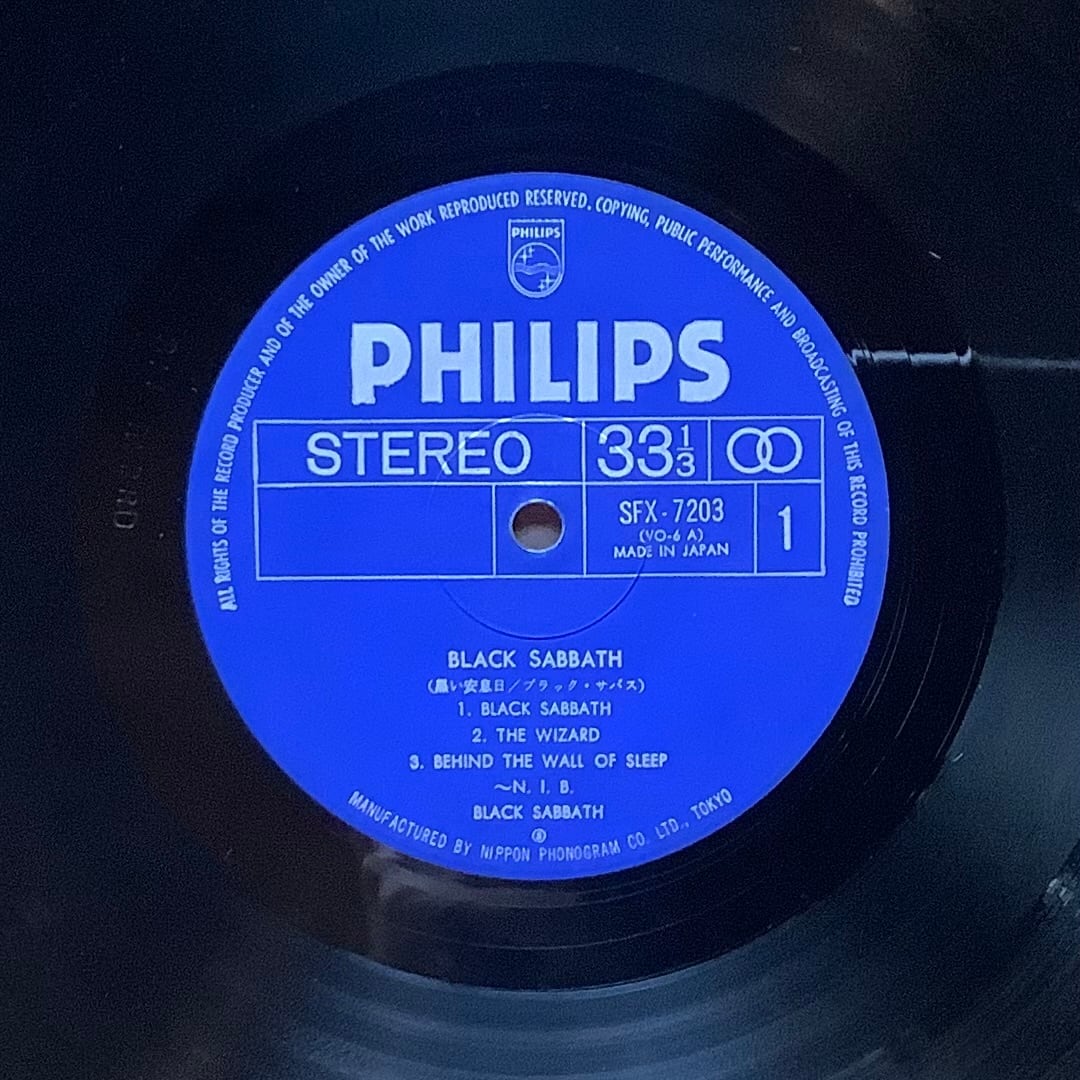 ALL RIGHTS OF THE RECORD PRODUCER AND OF THE OWNER OF THE WORK REPRODUCED RESERVED. COPYING, PUBLIC PERFORMANCE AND BROADCASTING OF THIS RECORD PROHIBITED
PHILIPS
PHILIPS
STEREO
33 1/3
SFX-7203
(VO-6 A)
MADE IN JAPAN
1
BLACK SABBATH
(黒い安息日/ブラック・サバス)
1. BLACK SABBATH
2. THE WIZARD
3. BEHIND THE WALL OF SLEEP
~N. I. B.
BLACK SABBATH
Ⓡ
MANUFACTURED BY NIPPON PHONOGRAM CO. LTD., TOKYO